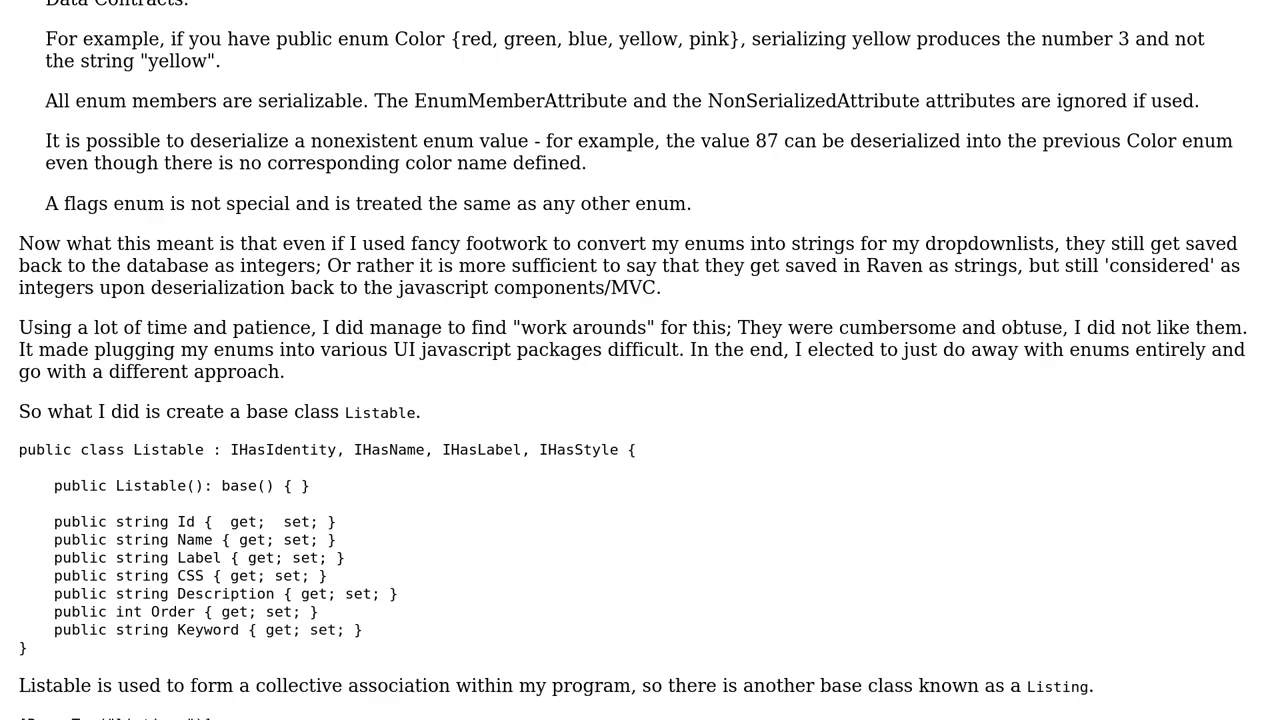 Data Contracts.
For example, if you have public enum Color {red, green, blue, yellow, pink}, serializing yellow produces the number 3 and not
the string "yellow".
All enum members are serializable. The EnumMemberAttribute and the NonSerializedAttribute attributes are ignored if used.
It is possible to deserialize a nonexistent enum value - for example, the value 87 can be deserialized into the previous Color enum
even though there is no corresponding color name defined.
A flags enum is not special and is treated the same as any other enum.
Now what this meant is that even if I used fancy footwork to convert my enums into strings for my dropdownlists, they still get saved
back to the database as integers; Or rather it is more sufficient to say that they get saved in Raven as strings, but still 'considered' as
integers upon deserialization back to the javascript components/MVC.
Using a lot of time and patience, I did manage to find "work arounds" for this; They were cumbersome and obtuse, I did not like them.
It made plugging my enums into various UI javascript packages difficult. In the end, I elected to just do away with enums entirely and
go with a different approach.
So what I did is create a base class Listable.
public class Listable : IHasIdentity, IHasName, IHasLabel, IHasStyle {
    public Listable(): base() { }
    public string Id {  get;  set; }
    public string Name { get; set; }
    public string Label { get; set; }
    public string CSS { get; set; }
    public string Description { get; set; }
    public int Order { get; set; }
    public string Keyword { get; set; }
}
Listable is used to form a collective association within my program, so there is another base class known as a Listing.